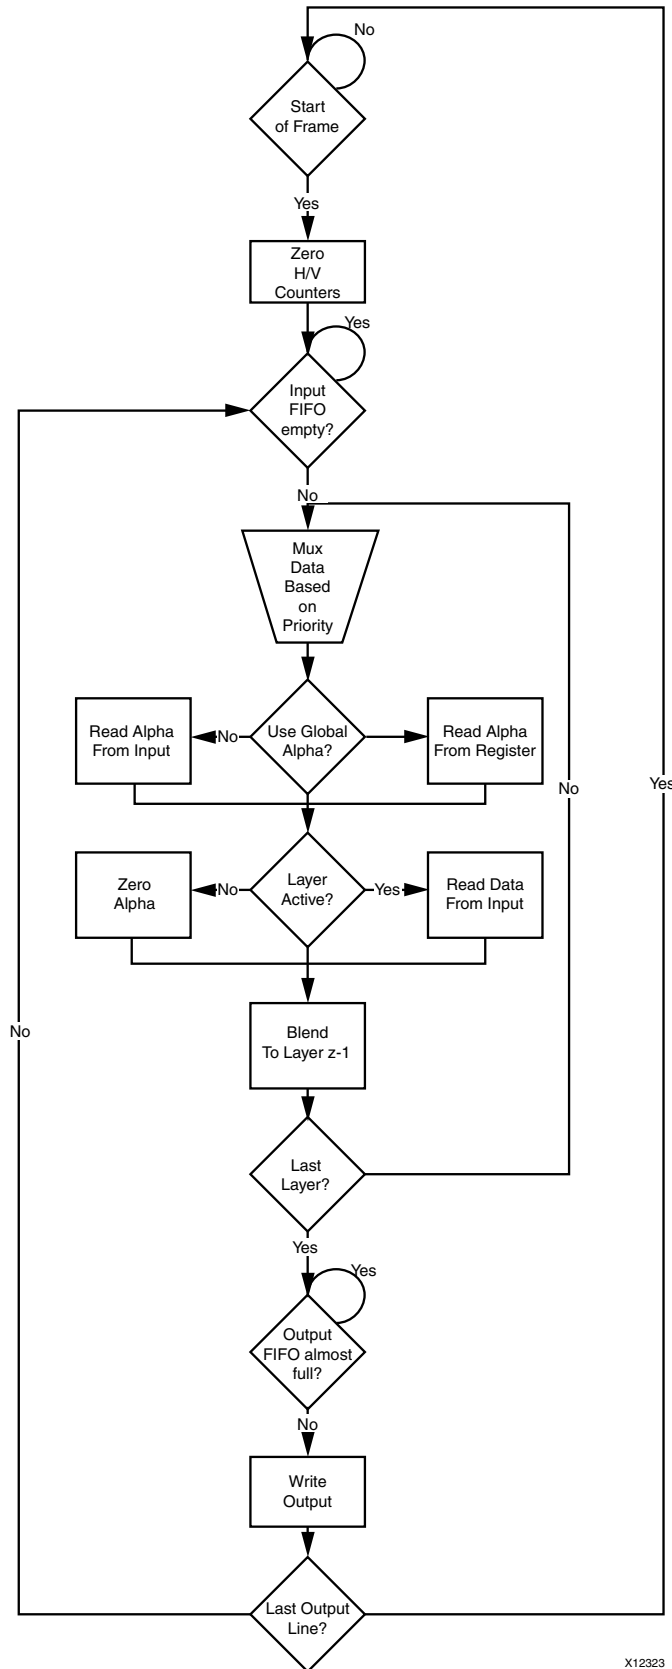 No
Start
of Frame
Yes
Zero
H/V
Counters
Yes
Input
FIFO
empty?
No
Mux
Data
Based
on
Priority
Read Alpha
From Input
No
Use Global
Alpha?
Read Alpha
From Register
No
Yes
Zero
Alpha
No
Layer
Active?
Yes
Read Data
From Input
No
Blend
To Layer z-1
Last
Layer?
Yes
Yes
Output
FIFO almost
full?
No
Write
Output
Last Output
Line?
X12323